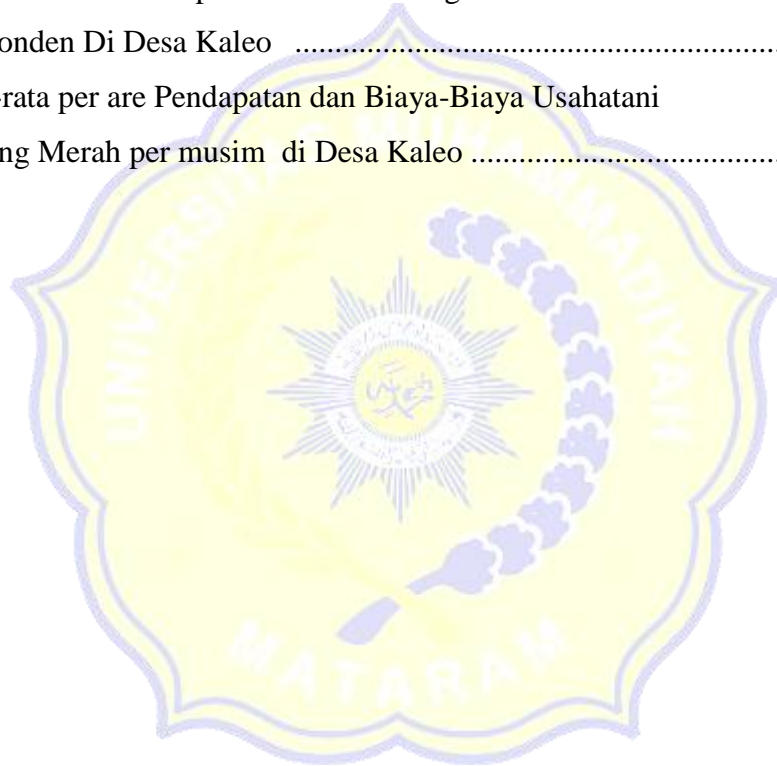 onden Di Desa Kaleo ............................................................
-rata per are Pendapatan dan Biaya-Biaya Usahatani
ng Merah per musim  di Desa Kaleo .......................................
UNIVERSITAS MUHAMMADIYAH
MATARAM